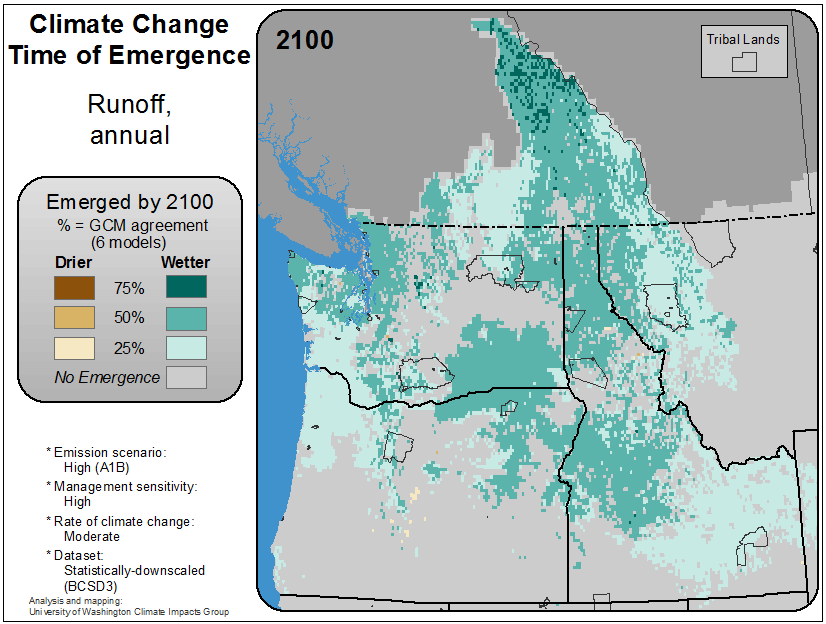 Climate Change
Time of Emergence
Runoff,
annual
Emerged by 2100
% = GCM agreement
(6 models)
Drier Wetter
75%
50%
25%
No Emergence
* Emission scenario:
High (A1B)
* Management sensitivity:
High
* Rate of climate change:
Moderate
* Dataset:
Statistically-downscaled
(BCSD3)
Analysis and mapping:
University of Washington Climate Impacts Group
2100
Tribal Lands